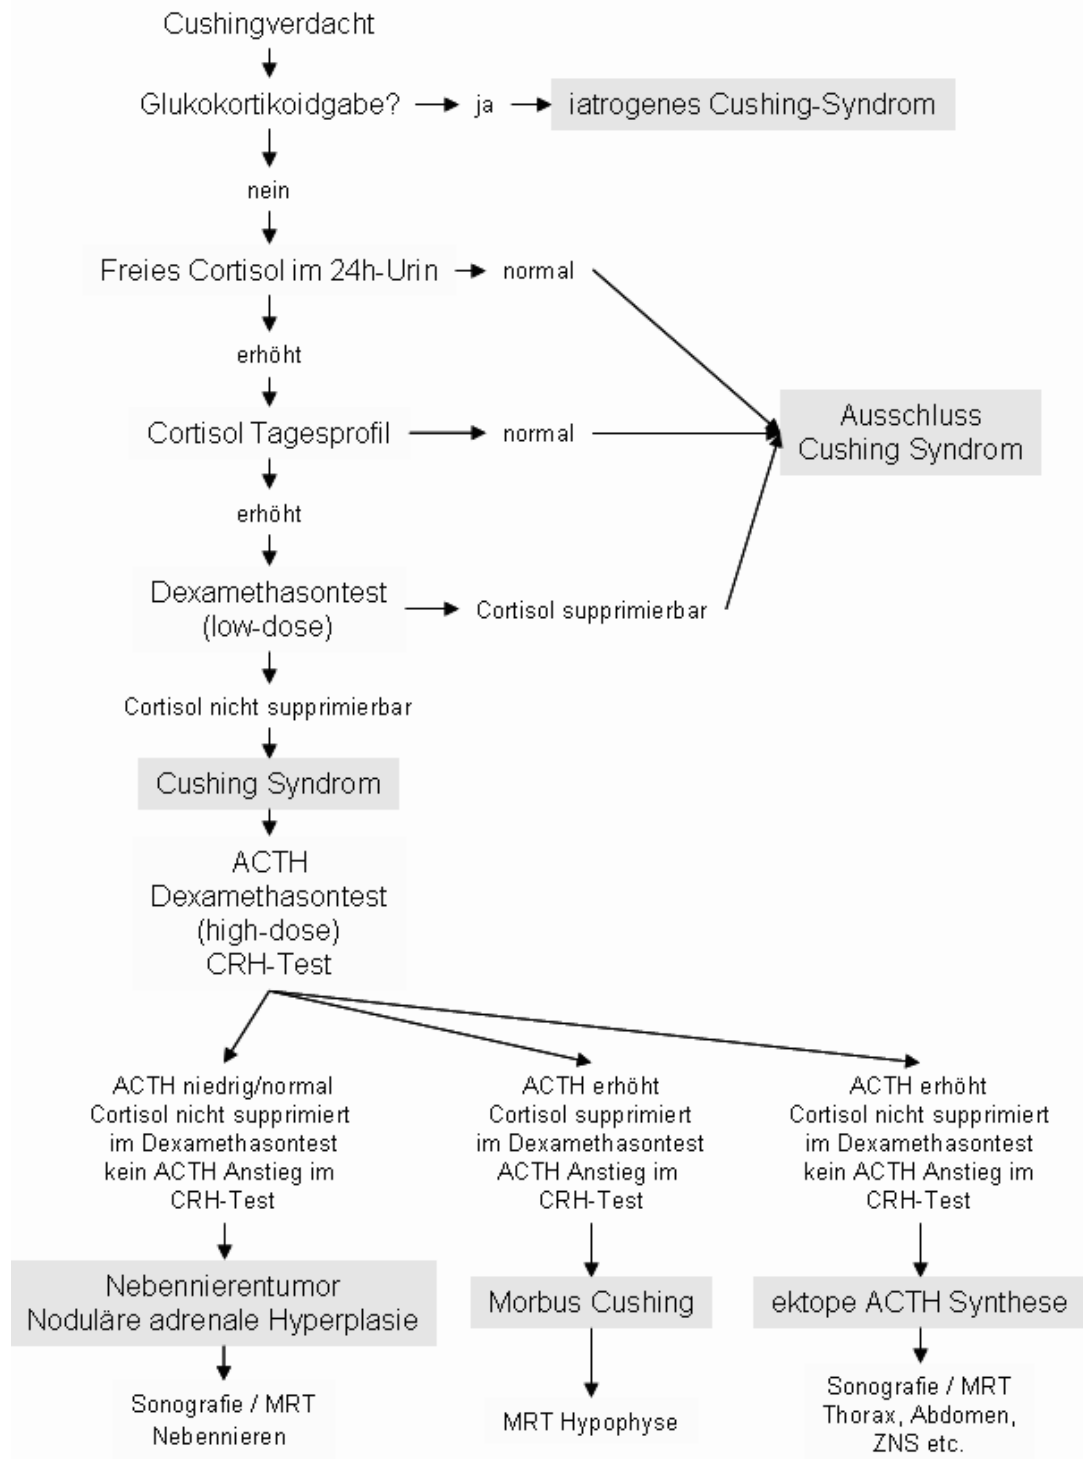 Cushingverdacht
Glukokortikoidgabe?
ja
iatrogenes Cushing-Syndrom
nein
Freies Cortisol im 24h-Urin
normal
erhöht
Cortisol Tagesprofil
normal
Ausschluss
Cushing Syndrom
erhöht
Dexamethasontest
(low-dose)
Cortisol supprimierbar
Cortisol nicht supprimierbar
Cushing Syndrom
ACTH
Dexamethasontest
(high-dose)
CRH-Test
ACTH niedrig/normal
Cortisol nicht supprimiert
im Dexamethasontest
kein ACTH Anstieg im
CRH-Test
Nebennierentumor
Noduläre adrenale Hyperplasie
Sonografie / MRT
Nebennieren
ACTH erhöht
Cortisol supprimiert
im Dexamethasontest
ACTH Anstieg im
CRH-Test
Morbus Cushing
MRT Hypophyse
ACTH erhöht
Cortisol nicht supprimiert
im Dexamethasontest
kein ACTH Anstieg im
CRH-Test
ektope ACTH Synthese
Sonografie / MRT
Thorax, Abdomen,
ZNS etc.